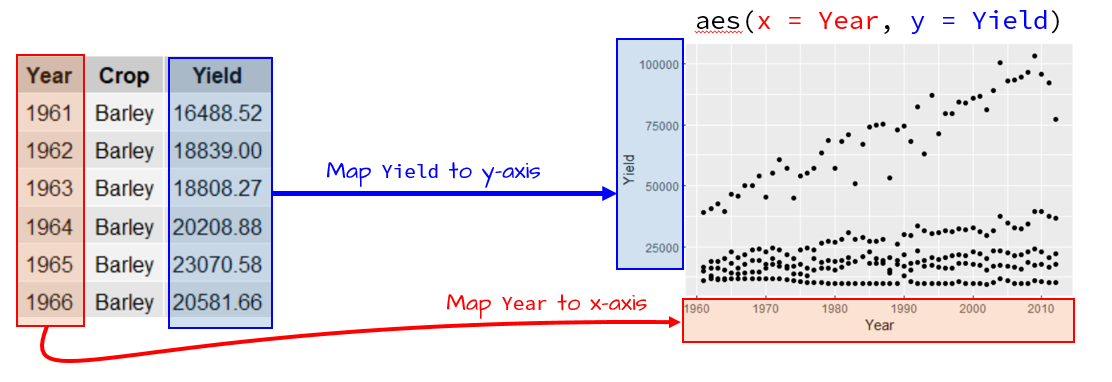 aes(x = Year, y = Yield)
Year Crop Yield
1961 Barley 16488.52
1962 Barley 18839.00
1963 Barley 18808.27
1964 Barley 20208.88
1965 Barley 23070.58
1966 Barley 20581.66
Map Yield to y-axis
Map Year to x-axis
100000
75000
50000
25000
Yield
1960 1970 1980 1990 2000 2010
Year